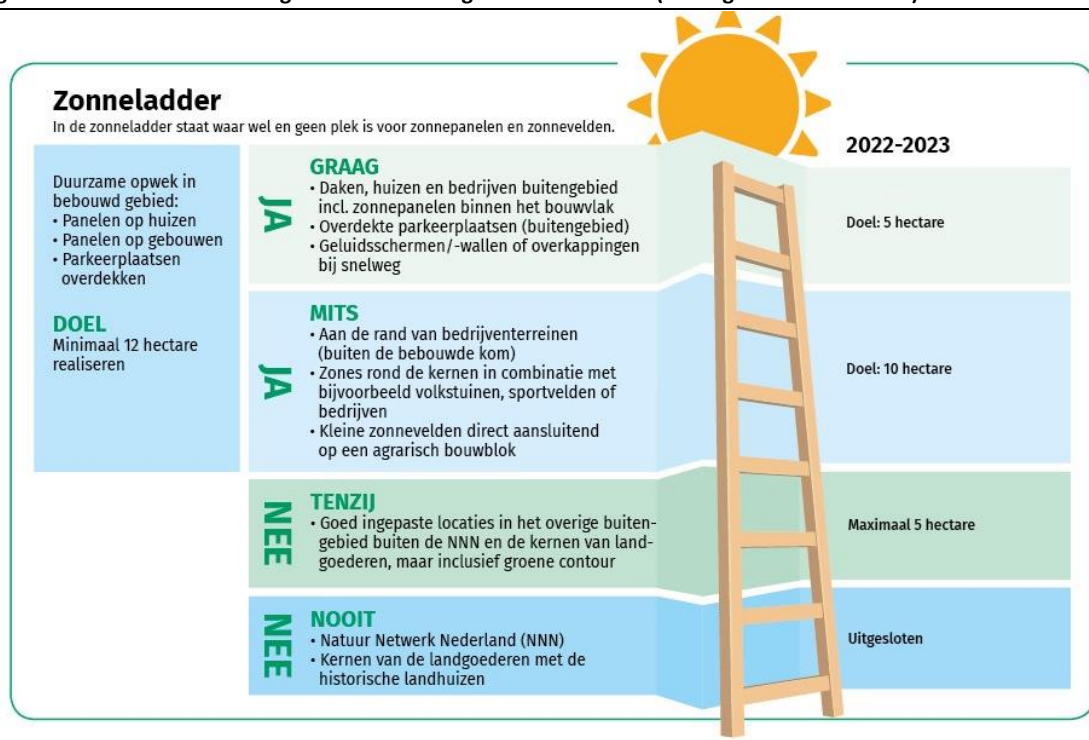 Zonneladder
In de zonneladder staat waar wel en geen plek is voor zonnepanelen en zonnevelden.
2022-2023
Duurzame opwek in
bebouwd gebied:
• Panelen op huizen
• Panelen op gebouwen
• Parkeerplaatsen
overdekken
DOEL
Minimaal 12 hectare
realiseren
JA
GRAAG
• Daken, huizen en bedrijven buitengebied
incl. zonnepanelen binnen het bouwvlak
• Overdekte parkeerplaatsen (buitengebied)
• Geluidsschermen/-wallen of overkappingen
bij snelweg
Doel: 5 hectare
JA
MITS
• Aan de rand van bedrijventerreinen
(buiten de bebouwde kom)
• Zones rond de kernen in combinatie met
bijvoorbeeld volkstuinen, sportvelden of
bedrijven
• Kleine zonnevelden direct aansluitend
op een agrarisch bouwblok
Doel: 10 hectare
NEE
TENZIJ
• Goed ingepaste locaties in het overige buiten-
gebied buiten de NNN en de kernen van land-
goederen, maar inclusief groene contour
Maximaal 5 hectare
NEE
NOOIT
• Natuur Netwerk Nederland (NNN)
• Kernen van de landgoederen met de
historische landhuizen
Uitgesloten